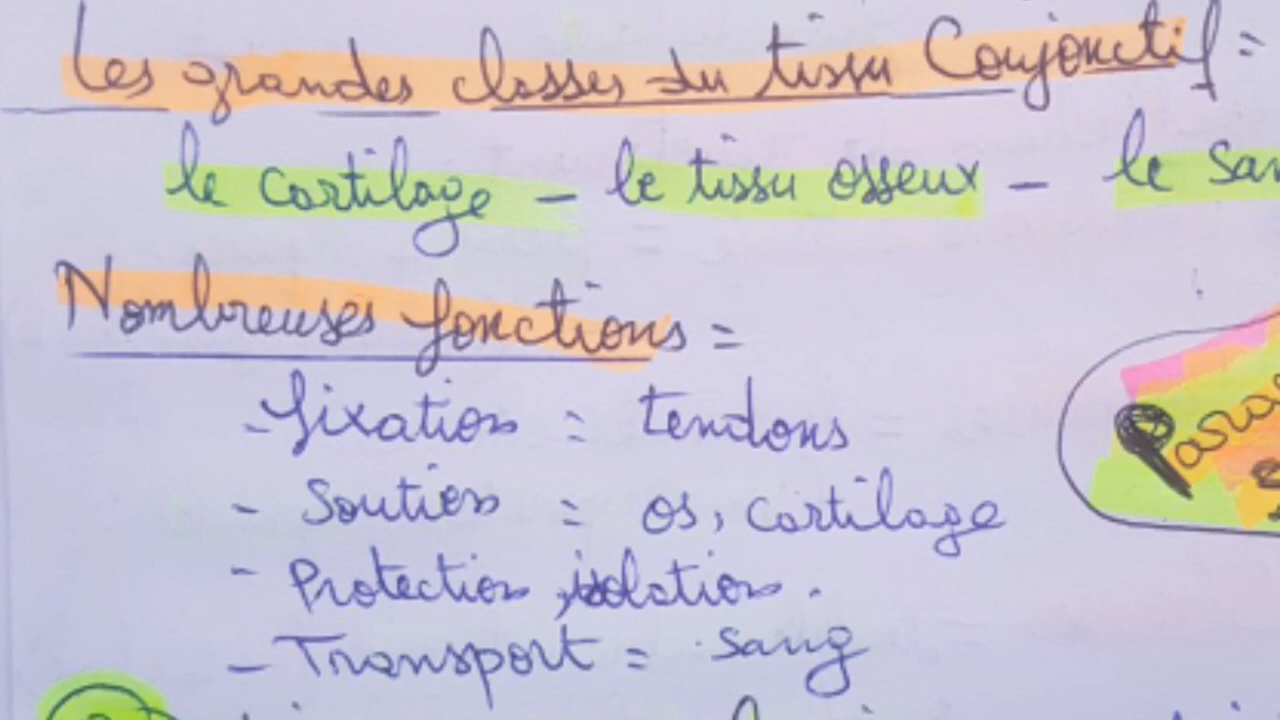 Les grandes classes du tissu Conjonctif =
le cartilage - le tissu osseux - le San
Nombreuses fonctions =
- fixation = tendons
- Soutien = os, cartilage
- Protection, isolation.
- Transport = sang